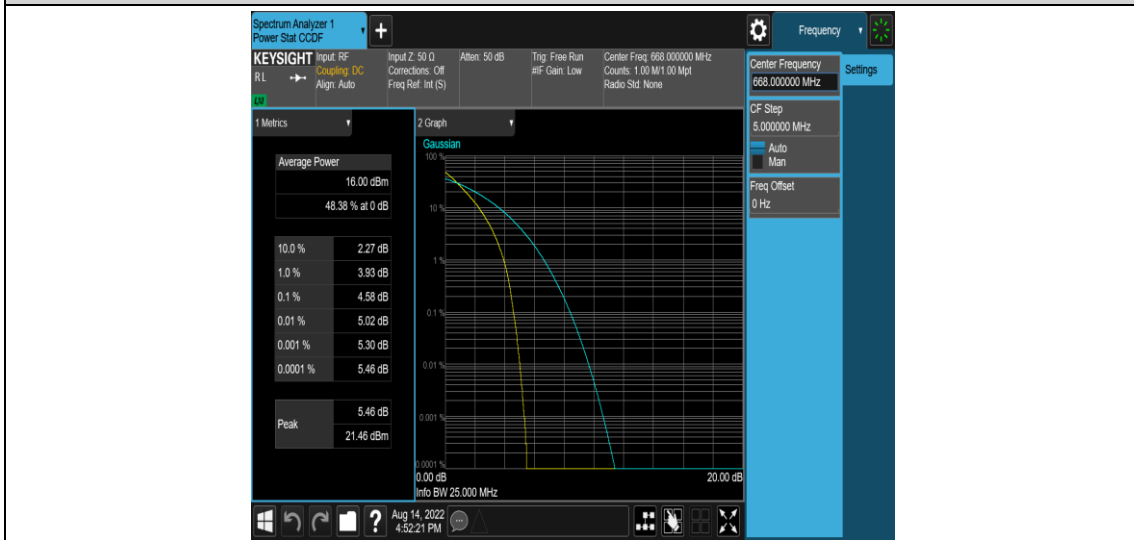 Spectrum Analyzer 1
Power Stat CCDF
+
Frequency
KEYSIGHT
RL
LXI
Input: RF
Coupling: DC
Align: Auto
Input Z: 50 Ω
Corrections: Off
Freq Ref: Int (S)
Atten: 50 dB
Trig: Free Run
#IF Gain: Low
Center Freq: 668.000000 MHz
Counts: 1.00 M/1.00 Mpt
Radio Std: None
Center Frequency
668.000000 MHz
Settings
CF Step
5.000000 MHz
Auto
Man
Freq Offset
0 Hz
1 Metrics
Average Power
16.00 dBm
48.38 % at 0 dB
10.0 % 2.27 dB
1.0 % 3.93 dB
0.1 % 4.58 dB
0.01 % 5.02 dB
0.001 % 5.30 dB
0.0001 % 5.46 dB
Peak
5.46 dB
21.46 dBm
2 Graph
Gaussian
100 %
10 %
1 %
0.1 %
0.01 %
0.001 %
0.0001 %
0.00 dB 20.00 dB
Info BW 25.000 MHz
?
Aug 14, 2022
4:52:21 PM